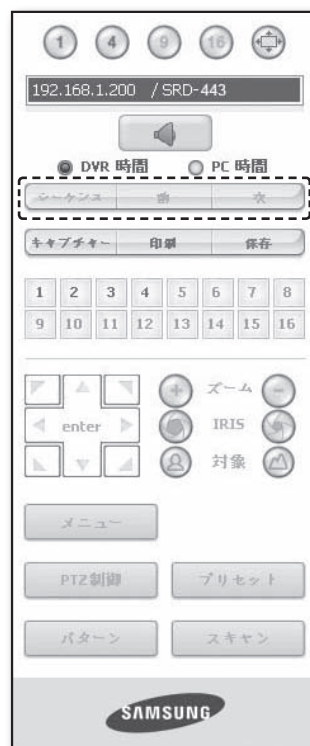 1 4 9 16
192.168.1.200 / SRD-443
DVR 時間 PC 時間
シーケンス 前 次
キャプチャー 印刷 保存
1 2 3 4 5 6 7 8
9 10 11 12 13 14 15 16
ズーム
enter IRIS
対象
メニュー
PTZ制御 プリセット
パターン スキャン
SAMSUNG